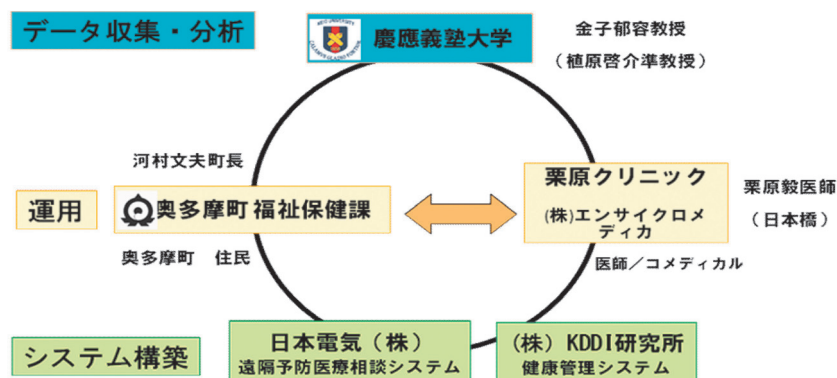 データ収集・分析
慶應義塾大学
金子郁容教授
（植原啓介准教授）
河村文夫町長
運用
奥多摩町 福祉保健課
奥多摩町　住民
栗原クリニック
(株)エンサイクロメ
ディカ
栗原毅医師
（日本橋）
医師／コメディカル
システム構築
日本電気（株）
遠隔予防医療相談システム
（株）KDDI研究所
健康管理システム